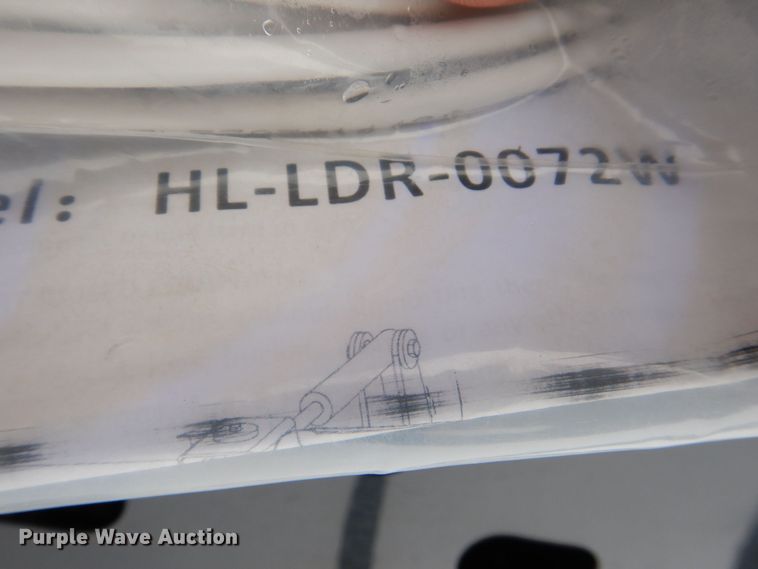 el: HL-LDR-0072W
Purple Wave Auction